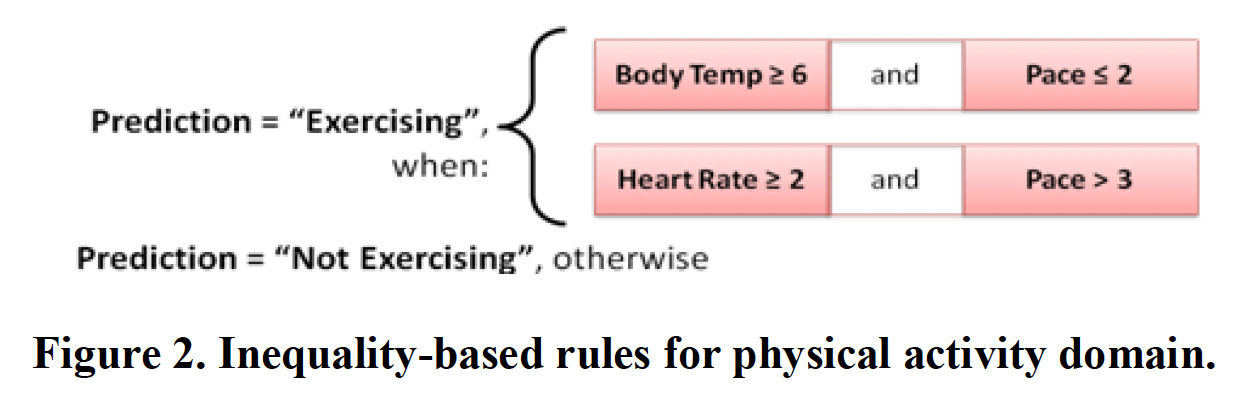 Body Temp ≥ 6 and Pace ≤ 2
Prediction = “Exercising”,
when:
Heart Rate ≥ 2 and Pace > 3
Prediction = “Not Exercising”, otherwise
Figure 2. Inequality-based rules for physical activity domain.